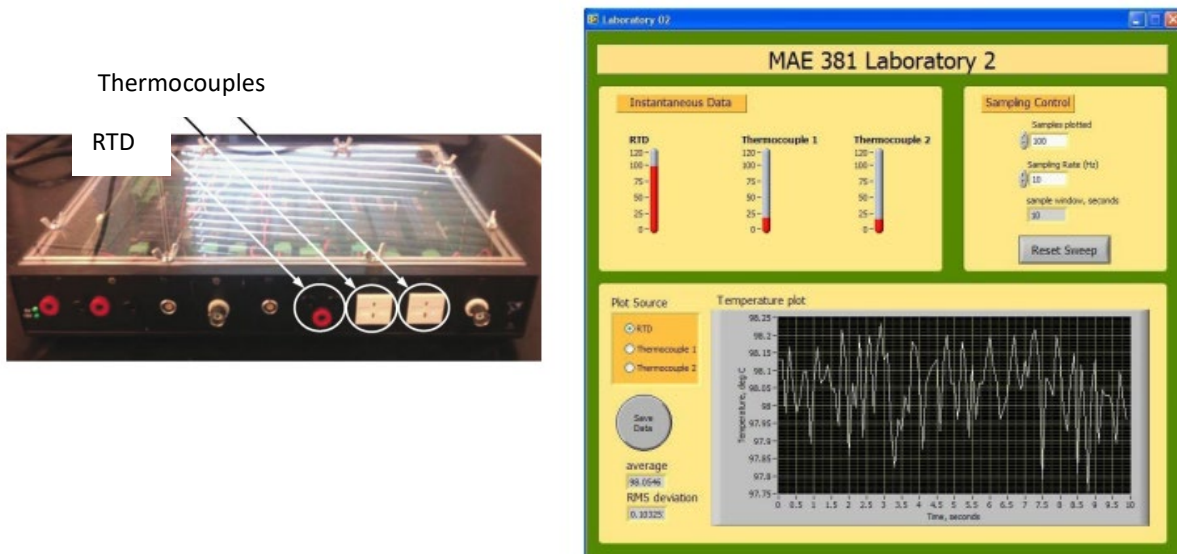 Thermocouples
RTD
Laboratory 02
MAE 381 Laboratory 2
Instantaneous Data
RTD
Thermocouple 1
Thermocouple 2
120
100
75
50
25
0
120
100
75
50
25
0
120
100
75
50
25
0
Sampling Control
Samples plotted
100
Sampling Rate (Hz)
10
sample window, seconds
10
Reset Sweep
Plot Source
RTD
Thermocouple 1
Thermocouple 2
Save
Data
average
98.0546
RMS deviation
0.10325
Temperature plot
Temperature, deg C
98.25
98.2
98.15
98.1
98.05
98
97.95
97.9
97.85
97.8
97.75
0 0.5 1 1.5 2 2.5 3 3.5 4 4.5 5 5.5 6 6.5 7 7.5 8 8.5 9 9.5 10
Time, seconds